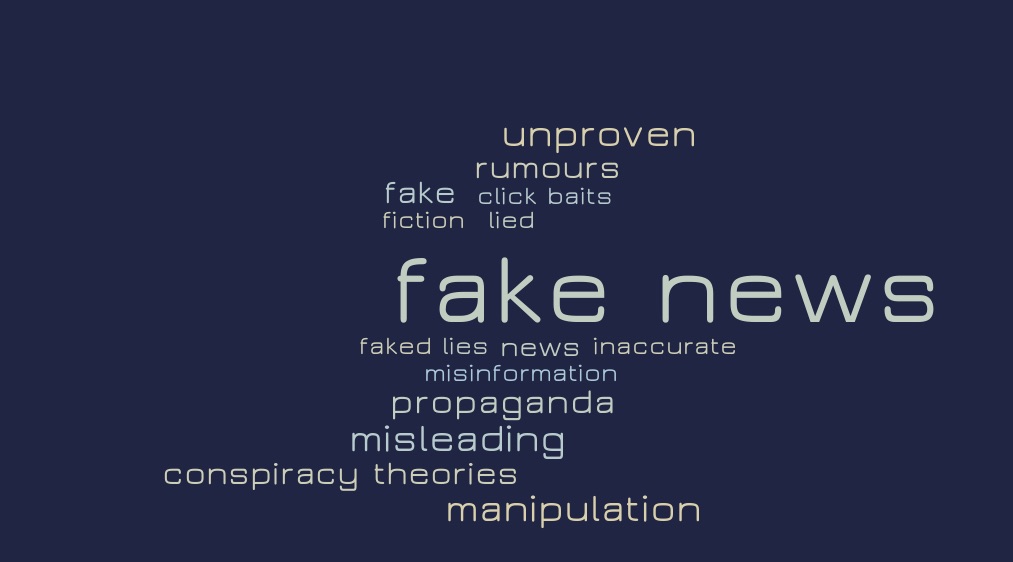 unproven
rumours
fake click baits
fiction lied
fake news
faked lies news inaccurate
misinformation
propaganda
misleading
conspiracy theories
manipulation